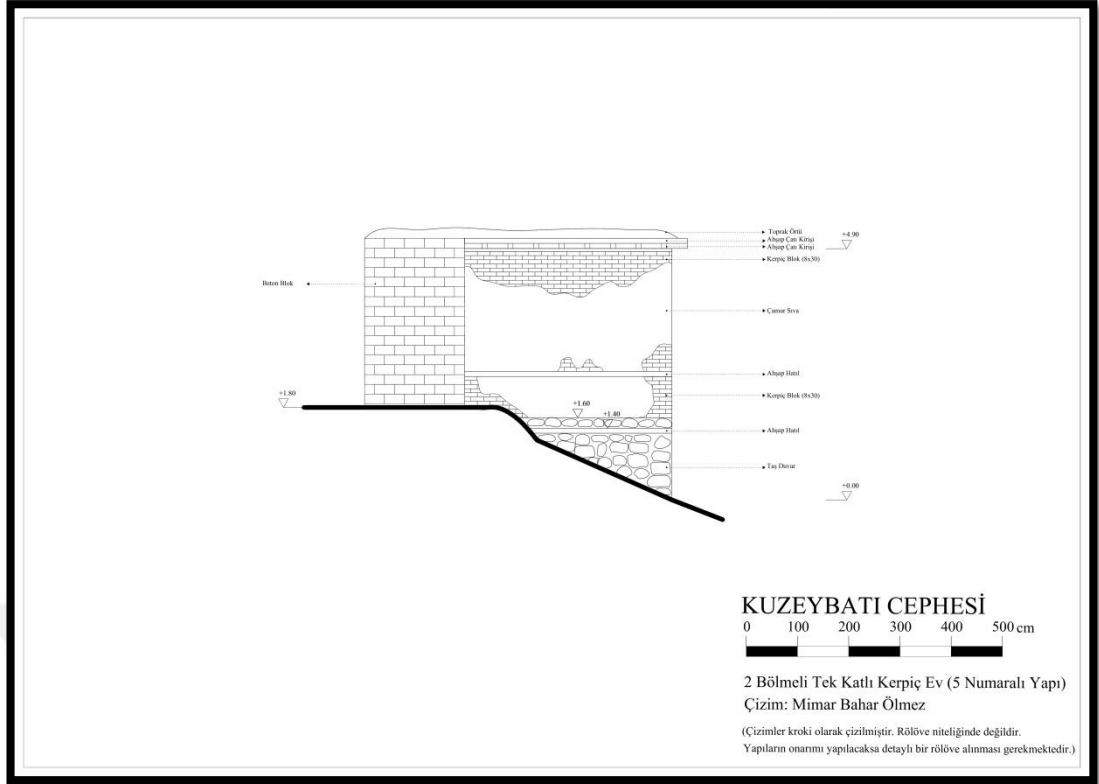 Toprak Örtü
+4.90
Ahşap Çatı Kirişi
Ahşap Çatı Kirişi
Kerpiç Blok (8x30)
Beton Blok
Çamur Sıva
Ahşap Hatıl
+1.80
Kerpiç Blok (8x30)
+1.60
+1.40
Ahşap Hatıl
Taş Duvar
+0.00
KUZEYBATI CEPHESİ
0 100 200 300 400 500 cm
2 Bölmeli Tek Katlı Kerpiç Ev (5 Numaralı Yapı)
Çizim: Mimar Bahar Ölmez
(Çizimler kroki olarak çizilmiştir. Rölöve niteliğinde değildir.
Yapıların onarımı yapılacaksa detaylı bir rölöve alınması gerekmektedir.)